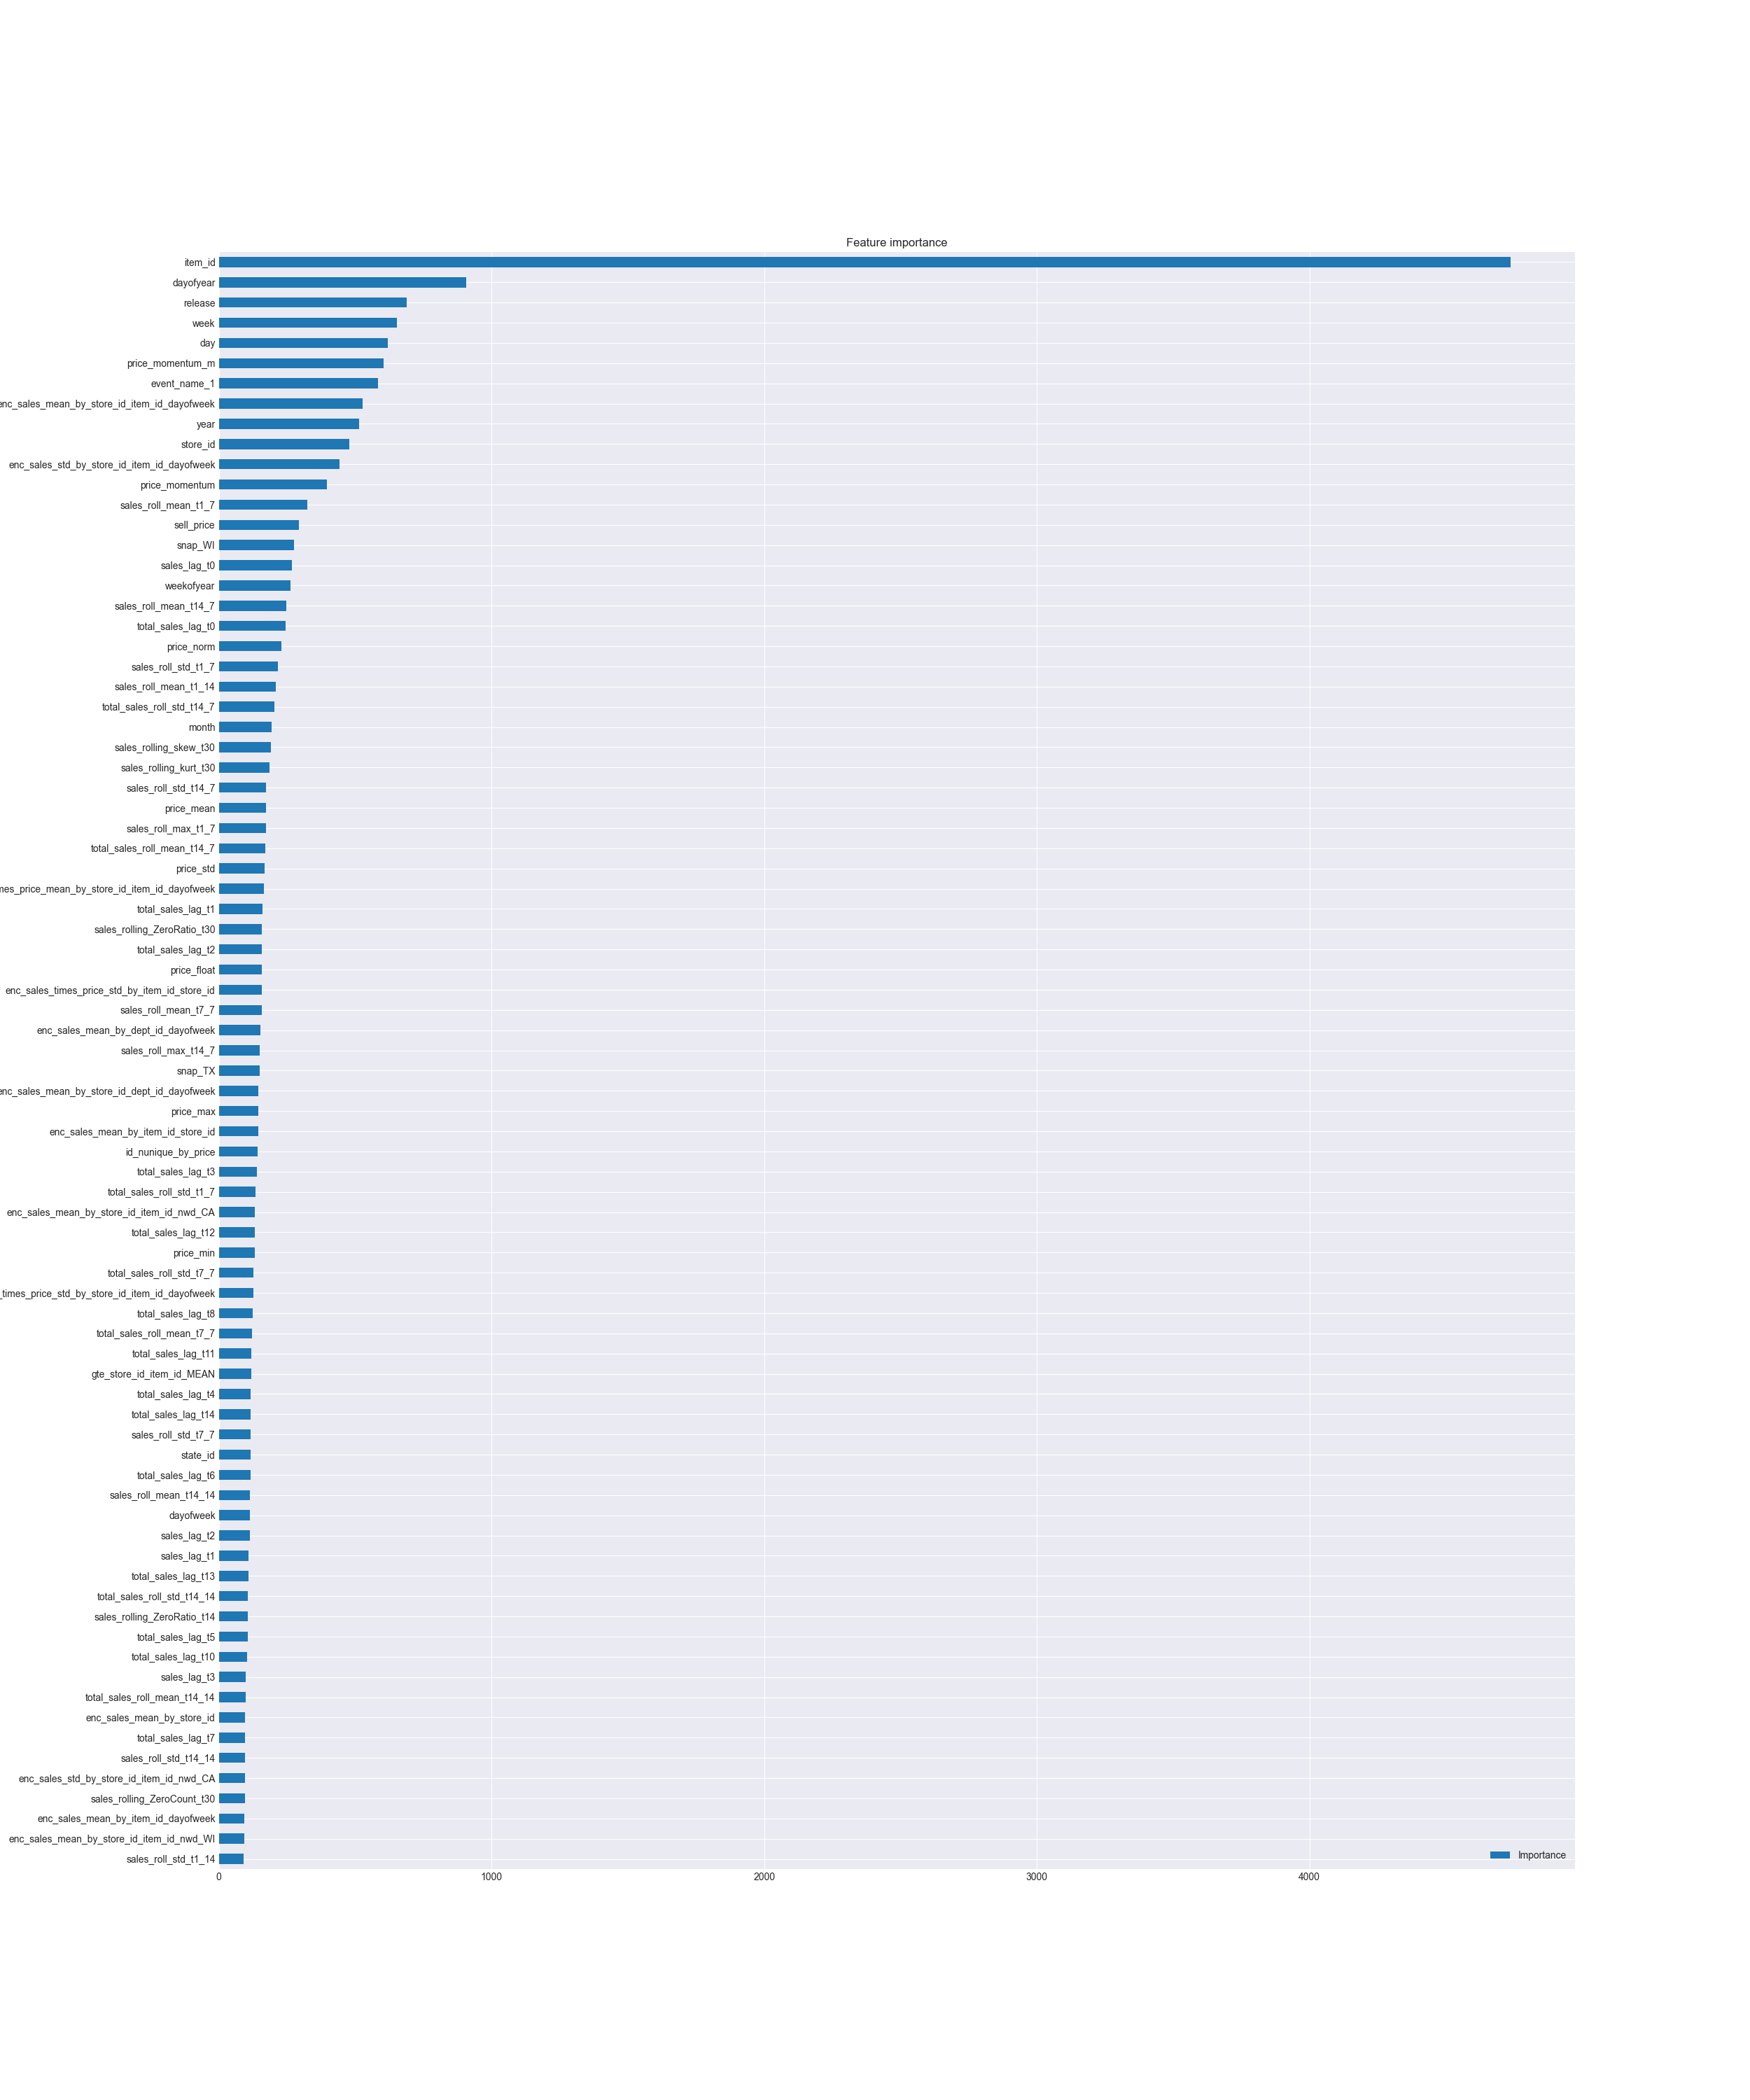 Feature importance
item_id
dayofyear
release
week
day
price_momentum_m
event_name_1
enc_sales_mean_by_store_id_item_id_dayofweek
year
store_id
enc_sales_std_by_store_id_item_id_dayofweek
price_momentum
sales_roll_mean_t1_7
sell_price
snap_WI
sales_lag_t0
weekofyear
sales_roll_mean_t14_7
total_sales_lag_t0
price_norm
sales_roll_std_t1_7
sales_roll_mean_t1_14
total_sales_roll_std_t14_7
month
sales_rolling_skew_t30
sales_rolling_kurt_t30
sales_roll_std_t14_7
price_mean
sales_roll_max_t1_7
total_sales_roll_mean_t14_7
price_std
mes_price_mean_by_store_id_item_id_dayofweek
total_sales_lag_t1
sales_rolling_ZeroRatio_t30
total_sales_lag_t2
price_float
enc_sales_times_price_std_by_item_id_store_id
sales_roll_mean_t7_7
enc_sales_mean_by_dept_id_dayofweek
sales_roll_max_t14_7
snap_TX
enc_sales_mean_by_store_id_dept_id_dayofweek
price_max
enc_sales_mean_by_item_id_store_id
id_nunique_by_price
total_sales_lag_t3
total_sales_roll_std_t1_7
enc_sales_mean_by_store_id_item_id_nwd_CA
total_sales_lag_t12
price_min
total_sales_roll_std_t7_7
_times_price_std_by_store_id_item_id_dayofweek
total_sales_lag_t8
total_sales_roll_mean_t7_7
total_sales_lag_t11
gte_store_id_item_id_MEAN
total_sales_lag_t4
total_sales_lag_t14
sales_roll_std_t7_7
state_id
total_sales_lag_t6
sales_roll_mean_t14_14
dayofweek
sales_lag_t2
sales_lag_t1
total_sales_lag_t13
total_sales_roll_std_t14_14
sales_rolling_ZeroRatio_t14
total_sales_lag_t5
total_sales_lag_t10
sales_lag_t3
total_sales_roll_mean_t14_14
enc_sales_mean_by_store_id
total_sales_lag_t7
sales_roll_std_t14_14
enc_sales_std_by_store_id_item_id_nwd_CA
sales_rolling_ZeroCount_t30
enc_sales_mean_by_item_id_dayofweek
enc_sales_mean_by_store_id_item_id_nwd_WI
sales_roll_std_t1_14
Importance
0 1000 2000 3000 4000